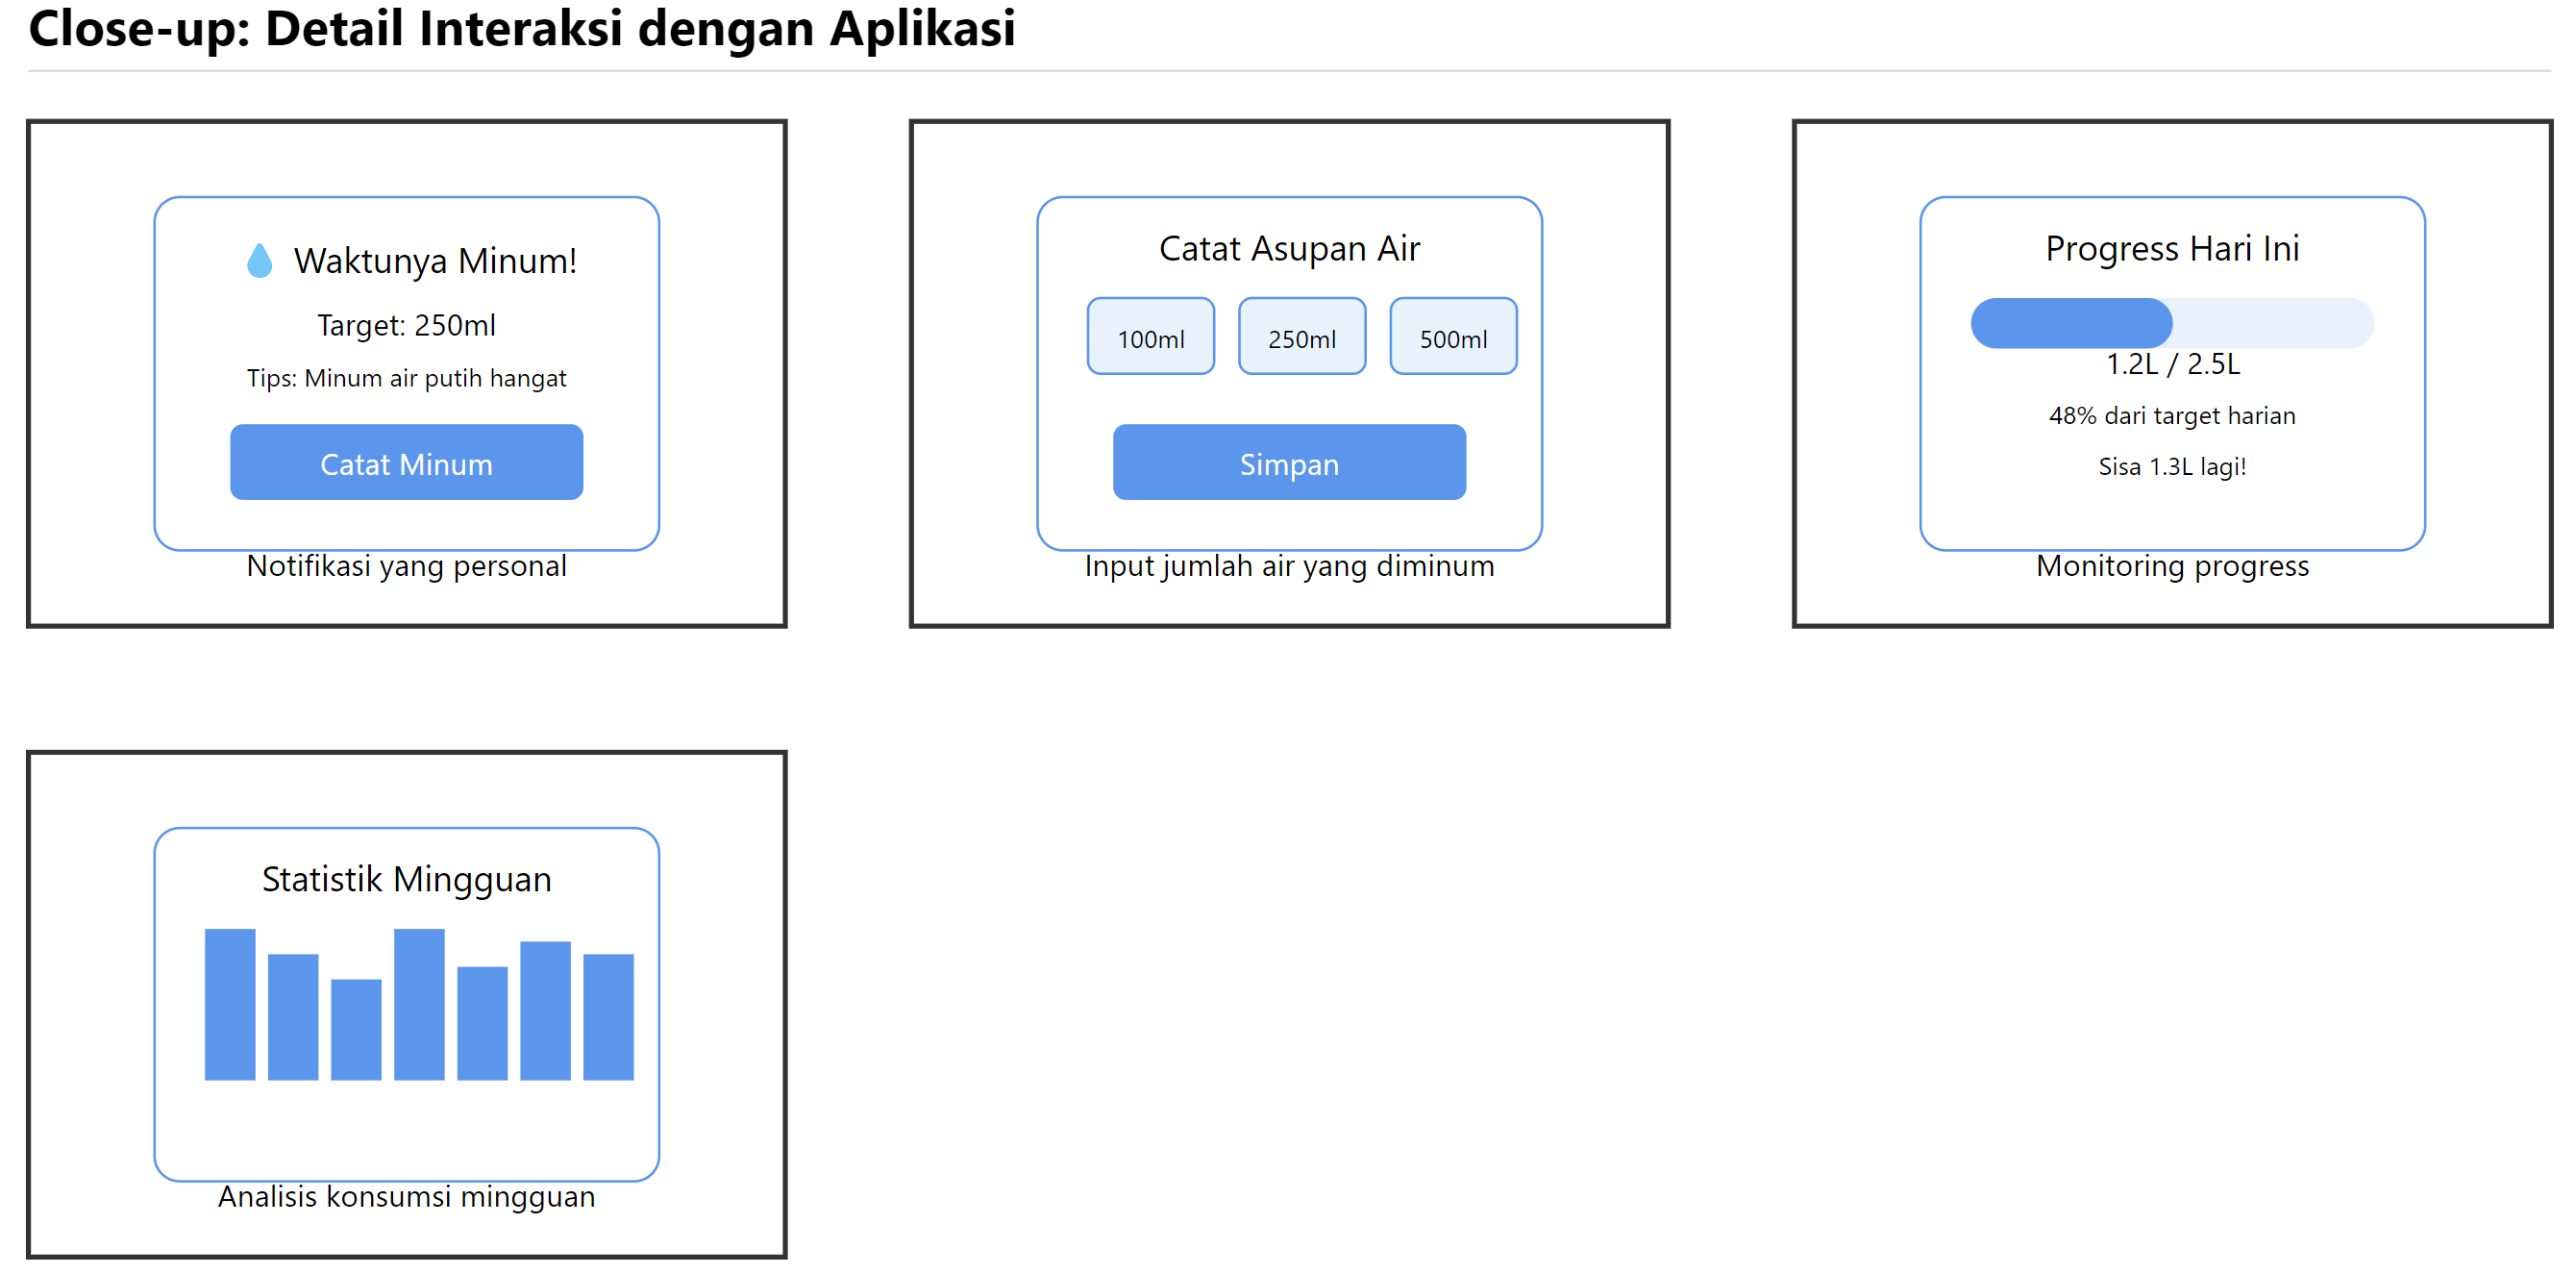 Close-up: Detail Interaksi dengan Aplikasi
Waktunya Minum!
Target: 250ml
Tips: Minum air putih hangat
Catat Minum
Notifikasi yang personal
Catat Asupan Air
100ml
250ml
500ml
Simpan
Input jumlah air yang diminum
Progress Hari Ini
1.2L / 2.5L
48% dari target harian
Sisa 1.3L lagi!
Monitoring progress
Statistik Mingguan
Analisis konsumsi mingguan